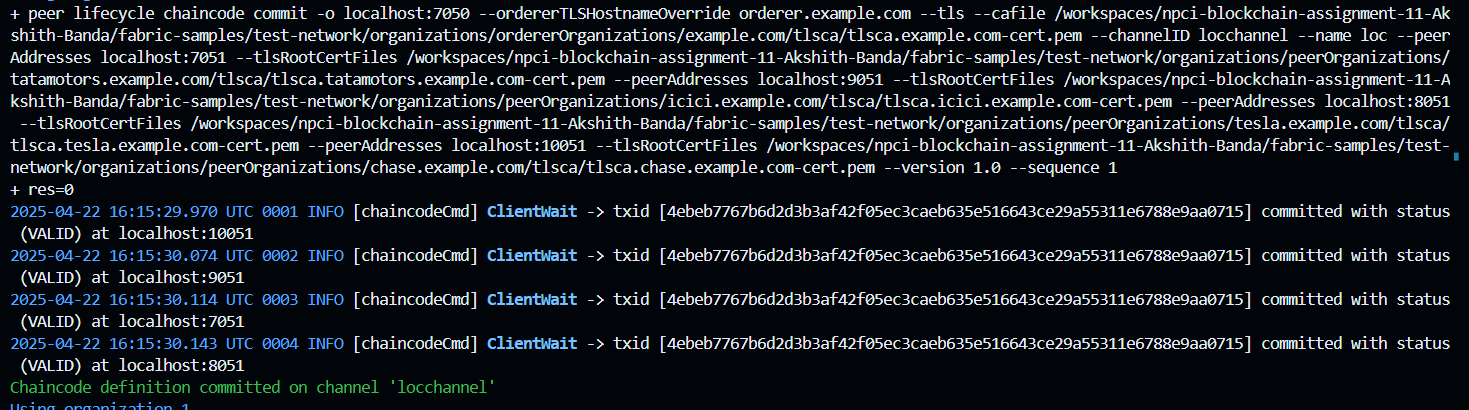 + peer lifecycle chaincode commit -o localhost:7050 --ordererTLSHostnameOverride orderer.example.com --tls --cafile /workspaces/npci-blockchain-assignment-11-Ak
shith-Banda/fabric-samples/test-network/organizations/ordererOrganizations/example.com/tlsca/tlsca.example.com-cert.pem --channelID locchannel --name loc --peer
Addresses localhost:7051 --tlsRootCertFiles /workspaces/npci-blockchain-assignment-11-Akshith-Banda/fabric-samples/test-network/organizations/peerOrganizations/
tatamotors.example.com/tlsca/tlsca.tatamotors.example.com-cert.pem --peerAddresses localhost:9051 --tlsRootCertFiles /workspaces/npci-blockchain-assignment-11-A
kshith-Banda/fabric-samples/test-network/organizations/peerOrganizations/icici.example.com/tlsca/tlsca.icici.example.com-cert.pem --peerAddresses localhost:8051
--tlsRootCertFiles /workspaces/npci-blockchain-assignment-11-Akshith-Banda/fabric-samples/test-network/organizations/peerOrganizations/tesla.example.com/tlsca/
tlsca.tesla.example.com-cert.pem --peerAddresses localhost:10051 --tlsRootCertFiles /workspaces/npci-blockchain-assignment-11-Akshith-Banda/fabric-samples/test-
network/organizations/peerOrganizations/chase.example.com/tlsca/tlsca.chase.example.com-cert.pem --version 1.0 --sequence 1
+ res=0
2025-04-22 16:15:29.970 UTC 0001 INFO [chaincodeCmd] ClientWait -> txid [4ebeb7767b6d2d3b3af42f05ec3caeb635e516643ce29a55311e6788e9aa0715] committed with status
(VALID) at localhost:10051
2025-04-22 16:15:30.074 UTC 0002 INFO [chaincodeCmd] ClientWait -> txid [4ebeb7767b6d2d3b3af42f05ec3caeb635e516643ce29a55311e6788e9aa0715] committed with status
(VALID) at localhost:9051
2025-04-22 16:15:30.114 UTC 0003 INFO [chaincodeCmd] ClientWait -> txid [4ebeb7767b6d2d3b3af42f05ec3caeb635e516643ce29a55311e6788e9aa0715] committed with status
(VALID) at localhost:7051
2025-04-22 16:15:30.143 UTC 0004 INFO [chaincodeCmd] ClientWait -> txid [4ebeb7767b6d2d3b3af42f05ec3caeb635e516643ce29a55311e6788e9aa0715] committed with status
(VALID) at localhost:8051
Chaincode definition committed on channel 'locchannel'
Using organization 1